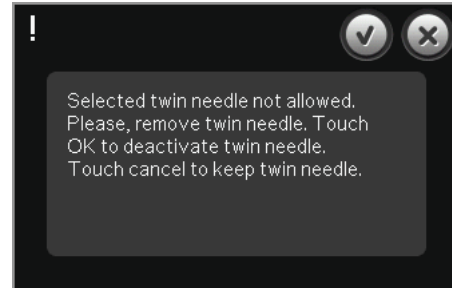 !
Selected twin needle not allowed.
Please, remove twin needle. Touch
OK to deactivate twin needle.
Touch cancel to keep twin needle.